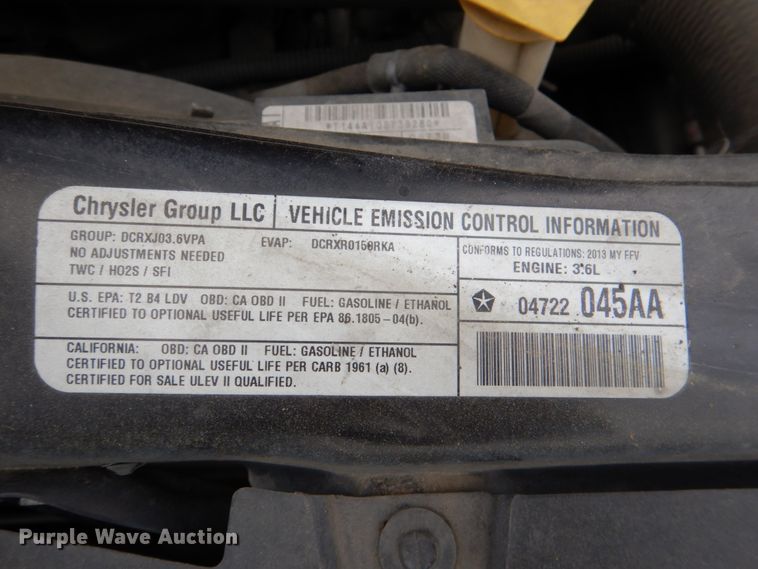 Chrysler Group LLC
VEHICLE EMISSION CONTROL INFORMATION
GROUP: DCRXJ03.6VPA EVAP: DCRXR0150RKA
NO ADJUSTMENTS NEEDED
TWC / HO2S / SFI
CONFORMS TO REGULATIONS: 2013 MY FFV
ENGINE: 3.6L
U.S. EPA: T2 B4 LDV OBD: CA OBD II FUEL: GASOLINE / ETHANOL
CERTIFIED TO OPTIONAL USEFUL LIFE PER EPA 86.1805-04(b).
04722 045AA
CALIFORNIA: OBD: CA OBD II FUEL: GASOLINE / ETHANOL
CERTIFIED TO OPTIONAL USEFUL LIFE PER CARB 1961 (a) (8).
CERTIFIED FOR SALE ULEV II QUALIFIED.
Purple Wave Auction